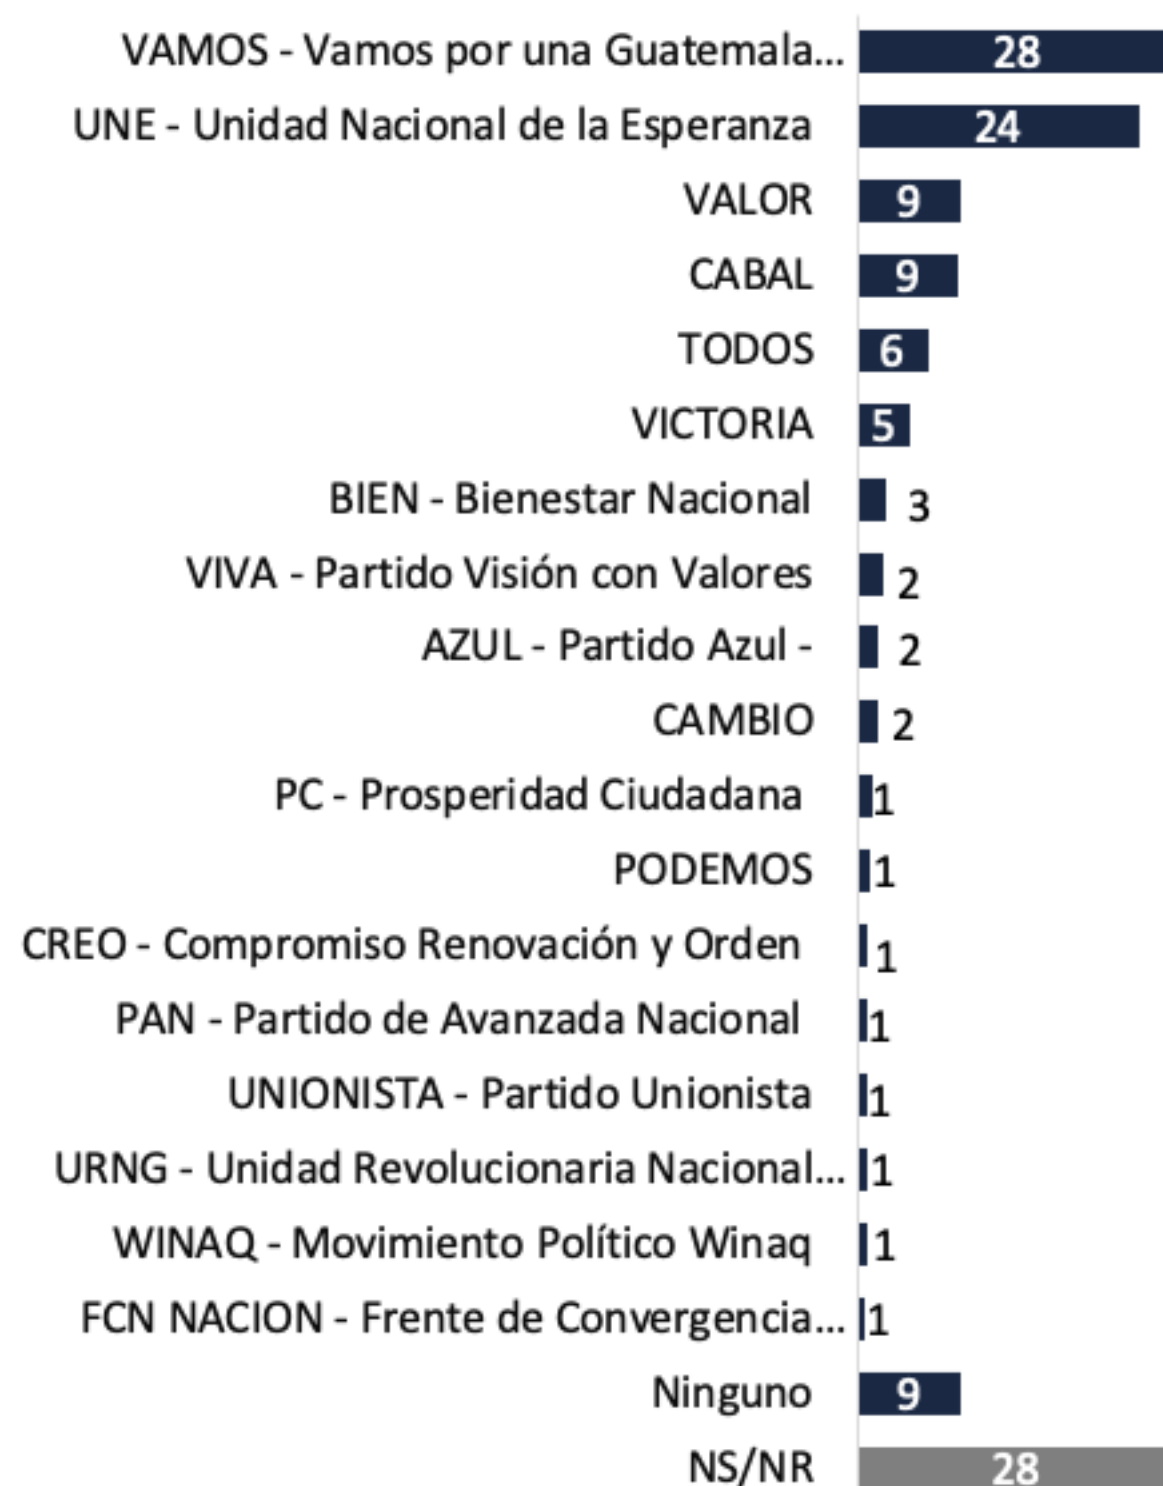 VAMOS - Vamos por una Guatemala... 28
UNE - Unidad Nacional de la Esperanza 24
VALOR 9
CABAL 9
TODOS 6
VICTORIA 5
BIEN - Bienestar Nacional 3
VIVA - Partido Visión con Valores 2
AZUL - Partido Azul - 2
CAMBIO 2
PC - Prosperidad Ciudadana 1
PODEMOS 1
CREO - Compromiso Renovación y Orden 1
PAN - Partido de Avanzada Nacional 1
UNIONISTA - Partido Unionista 1
URNG - Unidad Revolucionaria Nacional... 1
WINAQ - Movimiento Político Winaq 1
FCN NACION - Frente de Convergencia... 1
Ninguno 9
NS/NR 28